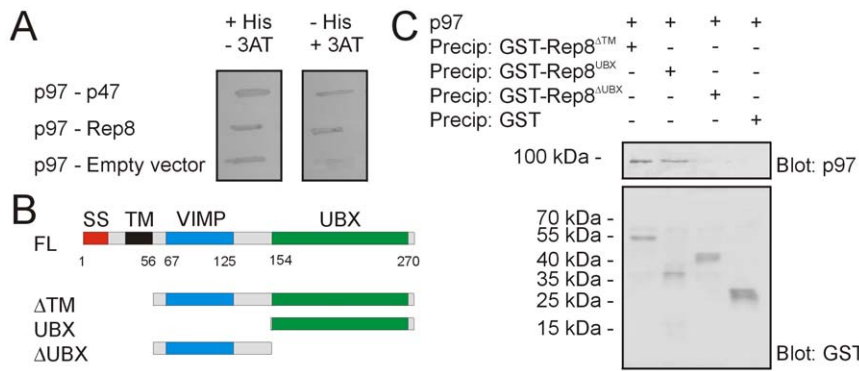 A
+ His - His
- 3AT + 3AT
p97 - p47
p97 - Rep8
p97 - Empty vector
B
SS TM VIMP UBX
FL
1 56 67 125 154 270
ΔTM
UBX
ΔUBX
C
p97 + + + +
Precip: GST-Rep8ΔTM + - - -
Precip: GST-Rep8UBX - + - -
Precip: GST-Rep8ΔUBX - - + -
Precip: GST - - - +
100 kDa - Blot: p97
70 kDa -
55 kDa -
40 kDa -
35 kDa -
25 kDa -
15 kDa -
Blot: GST